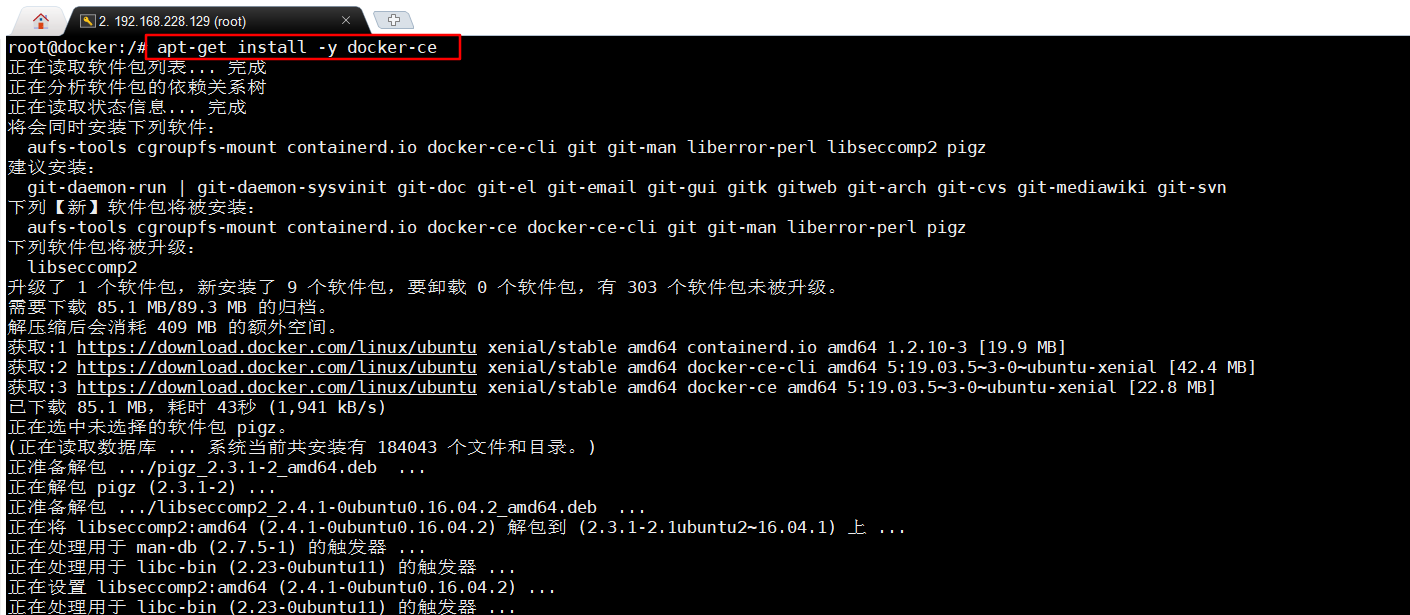 2. 192.168.228.129 (root)
root@docker:/# apt-get install -y docker-ce
正在读取软件包列表... 完成
正在分析软件包的依赖关系树
正在读取状态信息... 完成
将会同时安装下列软件：
aufs-tools cgroupfs-mount containerd.io docker-ce-cli git git-man liberror-perl libseccomp2 pigz
建议安装：
git-daemon-run | git-daemon-sysvinit git-doc git-el git-email git-gui gitk gitweb git-arch git-cvs git-mediawiki git-svn
下列【新】软件包将被安装：
aufs-tools cgroupfs-mount containerd.io docker-ce docker-ce-cli git git-man liberror-perl pigz
下列软件包将被升级：
libseccomp2
升级了 1 个软件包，新安装了 9 个软件包，要卸载 0 个软件包，有 303 个软件包未被升级。
需要下载 85.1 MB/89.3 MB 的归档。
解压缩后会消耗 409 MB 的额外空间。
获取:1 https://download.docker.com/linux/ubuntu xenial/stable amd64 containerd.io amd64 1.2.10-3 [19.9 MB]
获取:2 https://download.docker.com/linux/ubuntu xenial/stable amd64 docker-ce-cli amd64 5:19.03.5~3-0~ubuntu-xenial [42.4 MB]
获取:3 https://download.docker.com/linux/ubuntu xenial/stable amd64 docker-ce amd64 5:19.03.5~3-0~ubuntu-xenial [22.8 MB]
已下载 85.1 MB，耗时 43秒 (1,941 kB/s)
正在选中未选择的软件包 pigz。
(正在读取数据库 ... 系统当前共安装有 184043 个文件和目录。)
正准备解包 .../pigz_2.3.1-2_amd64.deb  ...
正在解包 pigz (2.3.1-2) ...
正准备解包 .../libseccomp2_2.4.1-0ubuntu0.16.04.2_amd64.deb  ...
正在将 libseccomp2:amd64 (2.4.1-0ubuntu0.16.04.2) 解包到 (2.3.1-2.1ubuntu2~16.04.1) 上 ...
正在处理用于 man-db (2.7.5-1) 的触发器 ...
正在处理用于 libc-bin (2.23-0ubuntu11) 的触发器 ...
正在设置 libseccomp2:amd64 (2.4.1-0ubuntu0.16.04.2) ...
正在处理用于 libc-bin (2.23-0ubuntu11) 的触发器 ...